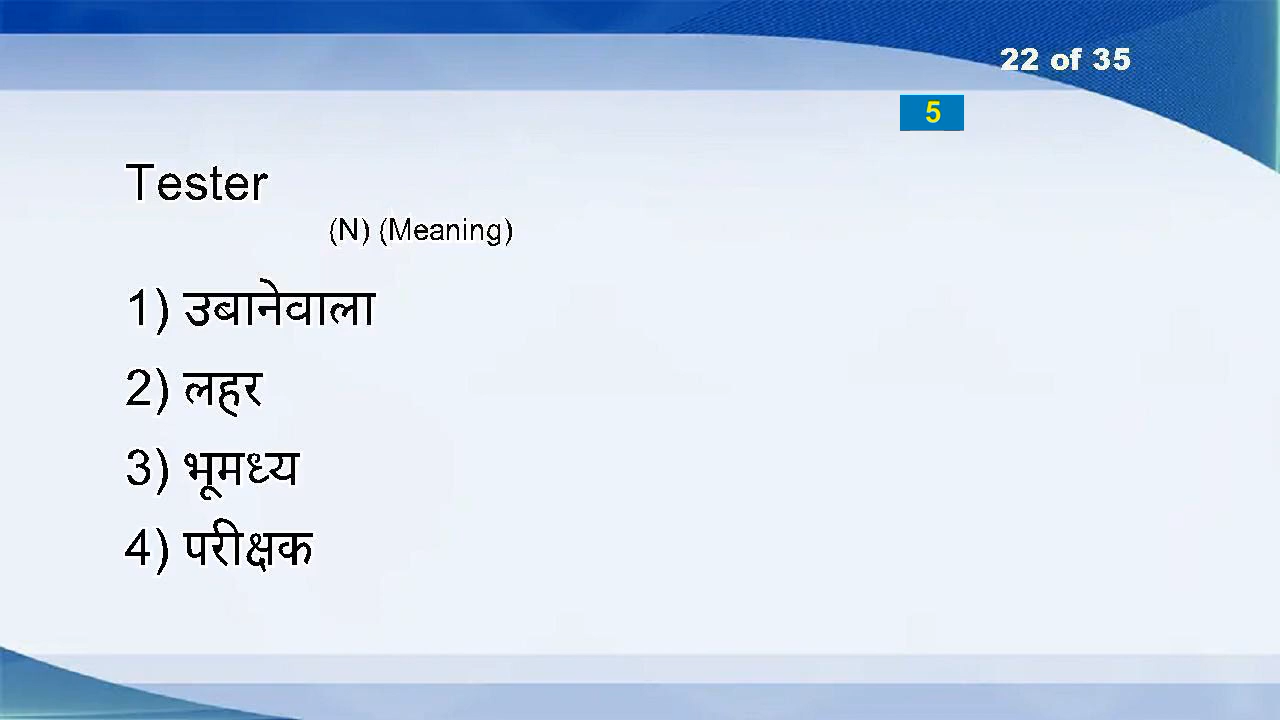 22 of 35
5
Tester
(N) (Meaning)
1) उबानेवाला
2) लहर
3) भूमध्य
4) परीक्षक